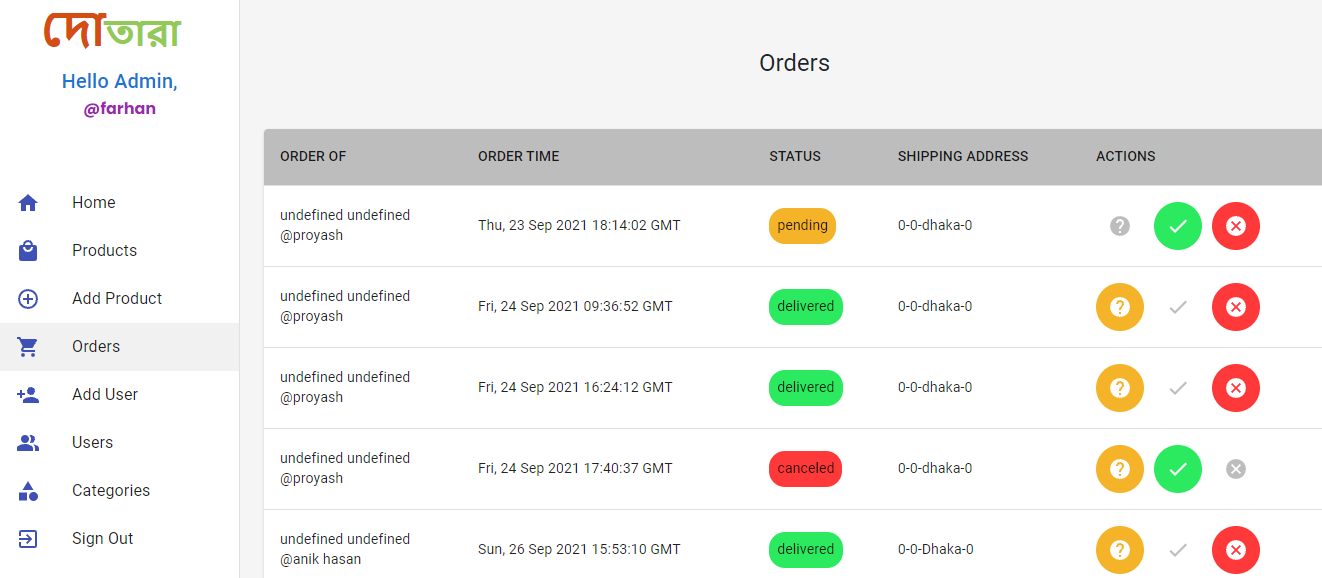 দোতারা
Hello Admin,
@farhan
Home
Products
Add Product
Orders
Add User
Users
Categories
Sign Out
Orders
ORDER OF ORDER TIME STATUS SHIPPING ADDRESS ACTIONS
undefined undefined
@proyash
Thu, 23 Sep 2021 18:14:02 GMT pending 0-0-dhaka-0
undefined undefined
@proyash
Fri, 24 Sep 2021 09:36:52 GMT delivered 0-0-dhaka-0
undefined undefined
@proyash
Fri, 24 Sep 2021 16:24:12 GMT delivered 0-0-dhaka-0
undefined undefined
@proyash
Fri, 24 Sep 2021 17:40:37 GMT canceled 0-0-dhaka-0
undefined undefined
@anik hasan
Sun, 26 Sep 2021 15:53:10 GMT delivered 0-0-Dhaka-0